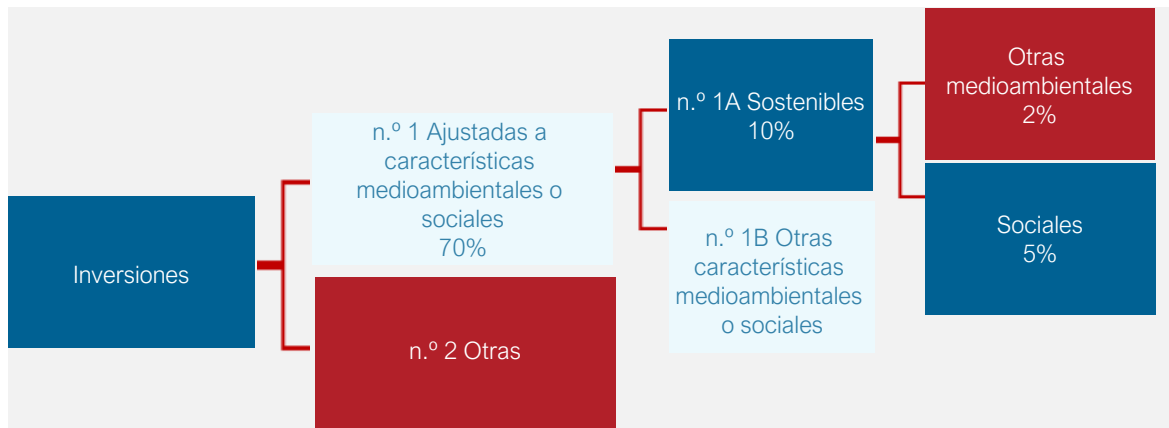 Inversiones
n.º 1 Ajustadas a
características
medioambientales o
sociales
70%
n.º 2 Otras
n.º 1A Sostenibles
10%
n.º 1B Otras
características
medioambientales
o sociales
Otras
medioambientales
2%
Sociales
5%